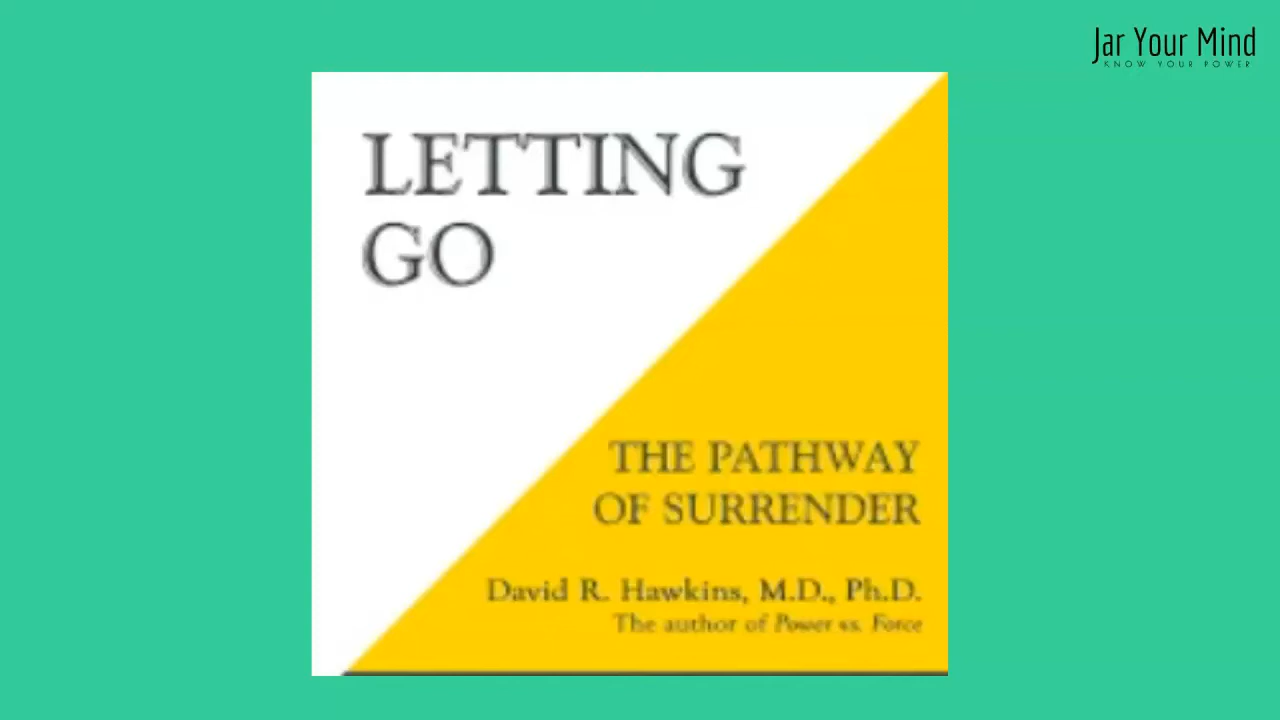 Jar Your Mind
KNOW YOUR POWER
LETTING
GO
THE PATHWAY
OF SURRENDER
David R. Hawkins, M.D., Ph.D.
The author of Power vs. Force